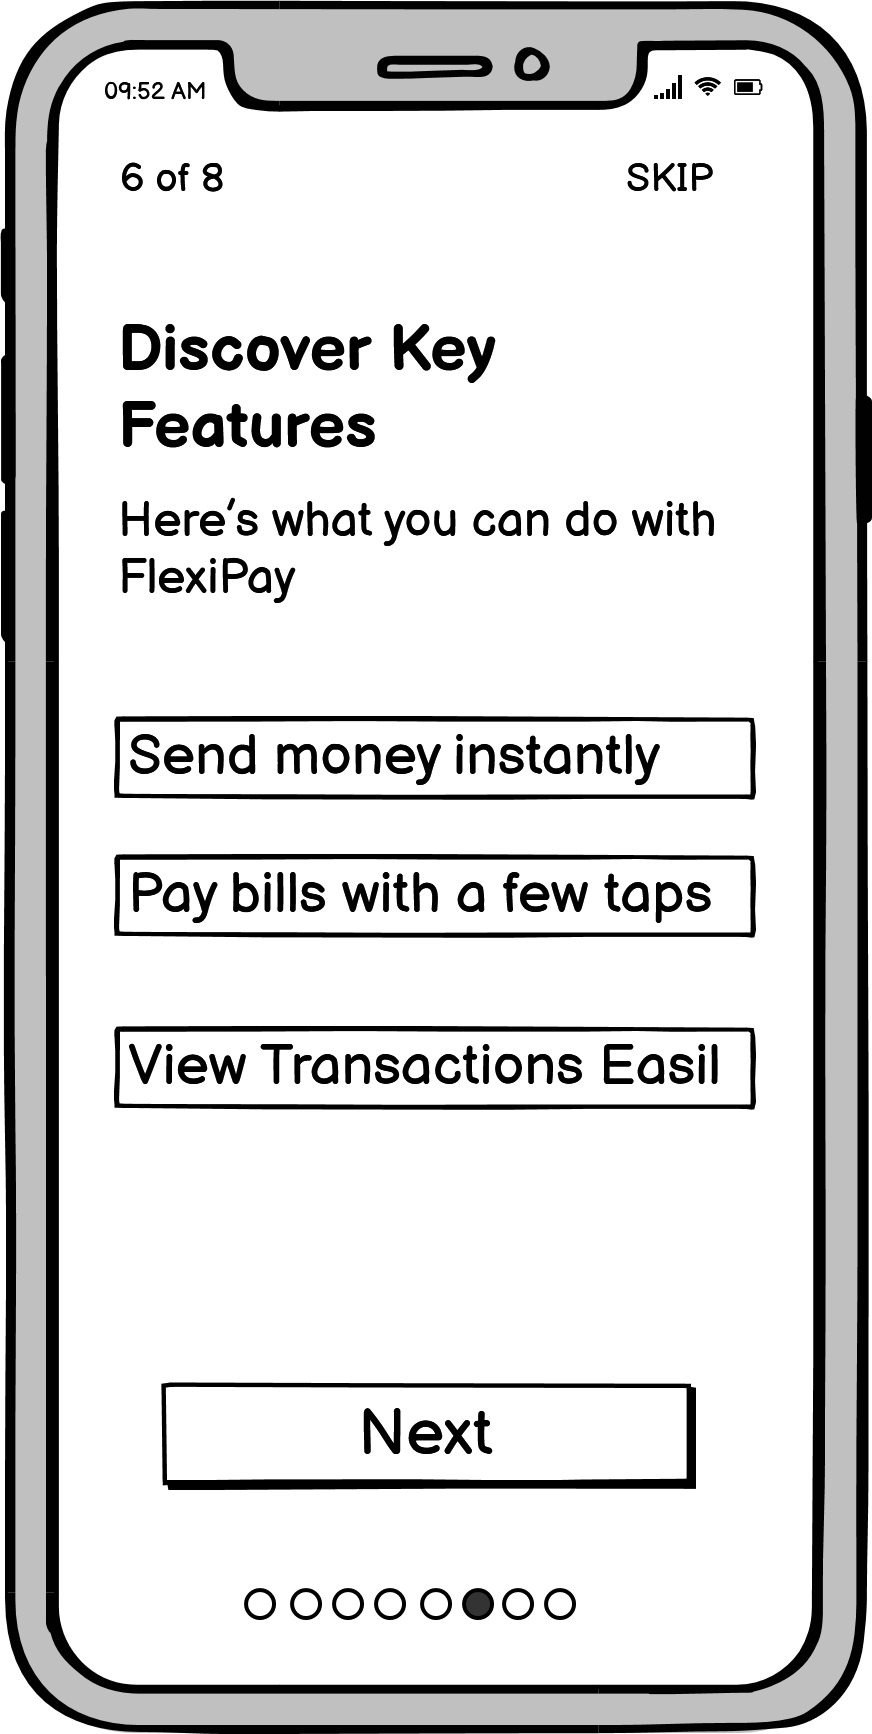 09:52 AM
6 of 8
SKIP
Discover Key
Features
Here's what you can do with
FlexiPay
Send money instantly
Pay bills with a few taps
View Transactions Easil
Next